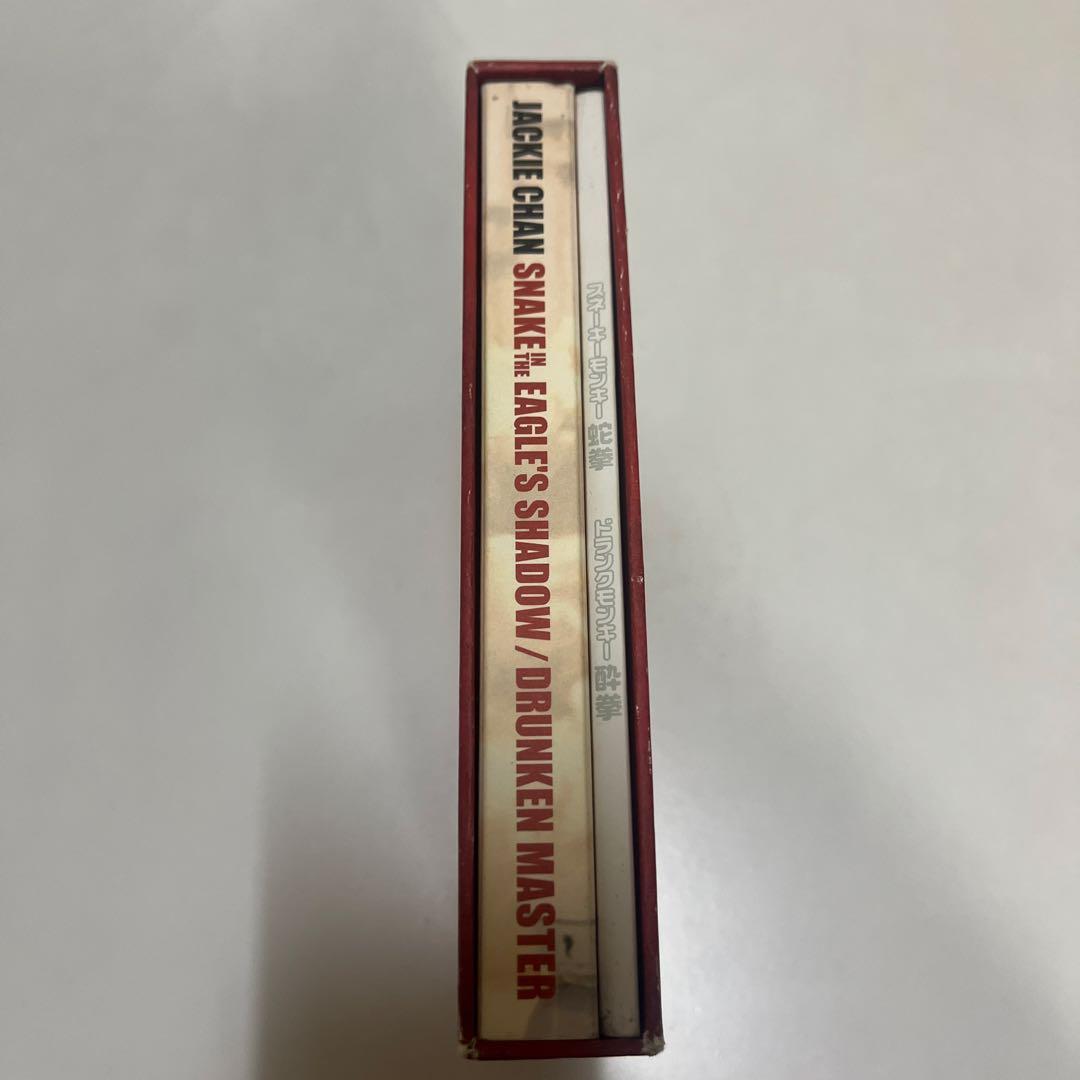 JACKIE CHAN SNAKE IN THE EAGLE'S SHADOW / DRUNKEN MASTER
スネーキーモンキー 蛇拳
ドランクモンキー 酔拳